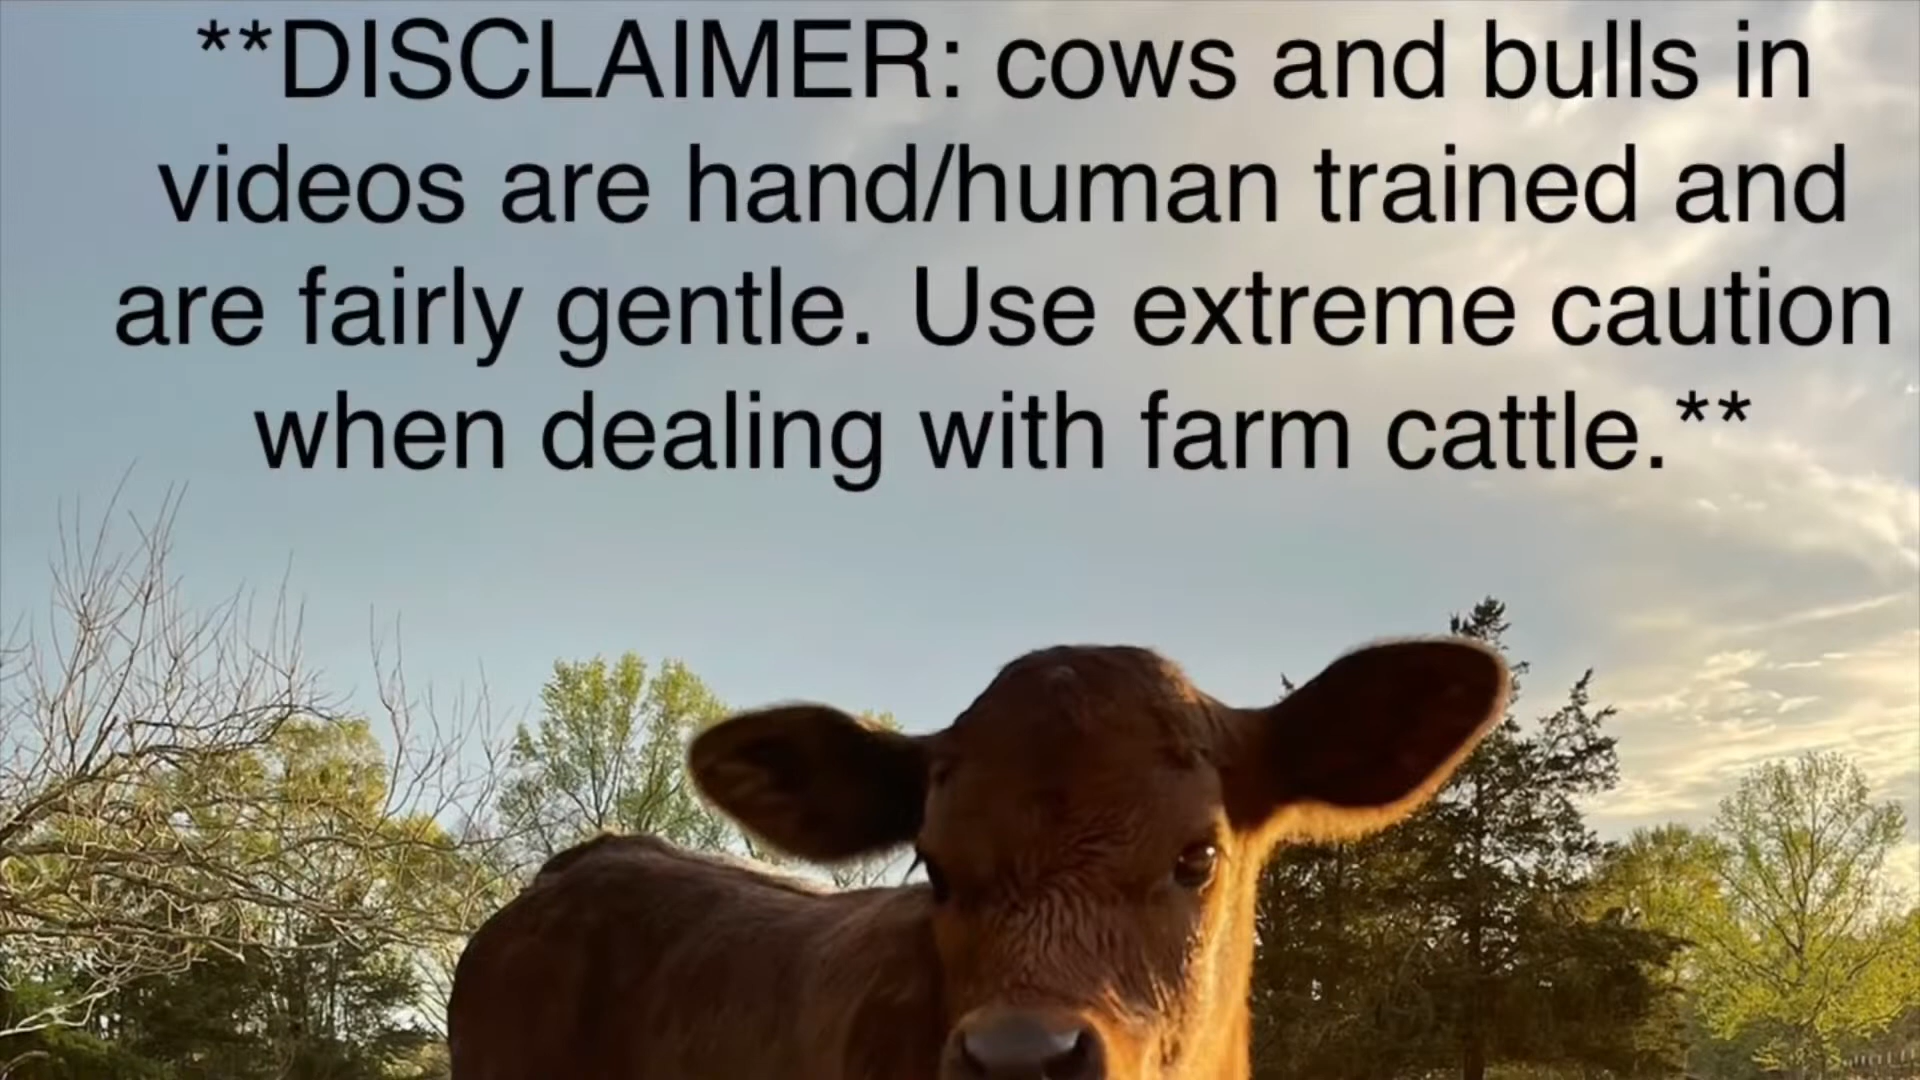 **DISCLAIMER: cows and bulls in
videos are hand/human trained and
are fairly gentle. Use extreme caution
when dealing with farm cattle.**